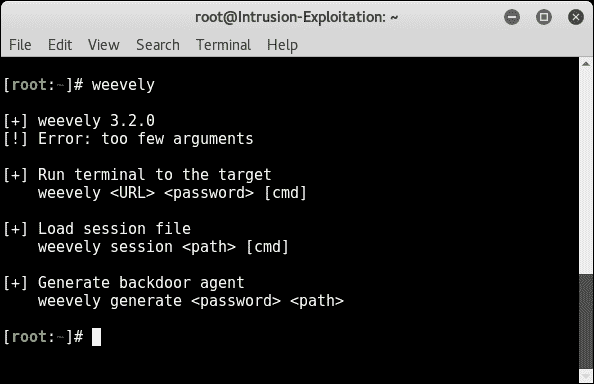 root@Intrusion-Exploitation: ~
File Edit View Search Terminal Help
[root:~]# weevely
[+] weevely 3.2.0
[!] Error: too few arguments
[+] Run terminal to the target
weevely <URL> <password> [cmd]
[+] Load session file
weevely session <path> [cmd]
[+] Generate backdoor agent
weevely generate <password> <path>
[root:~]#